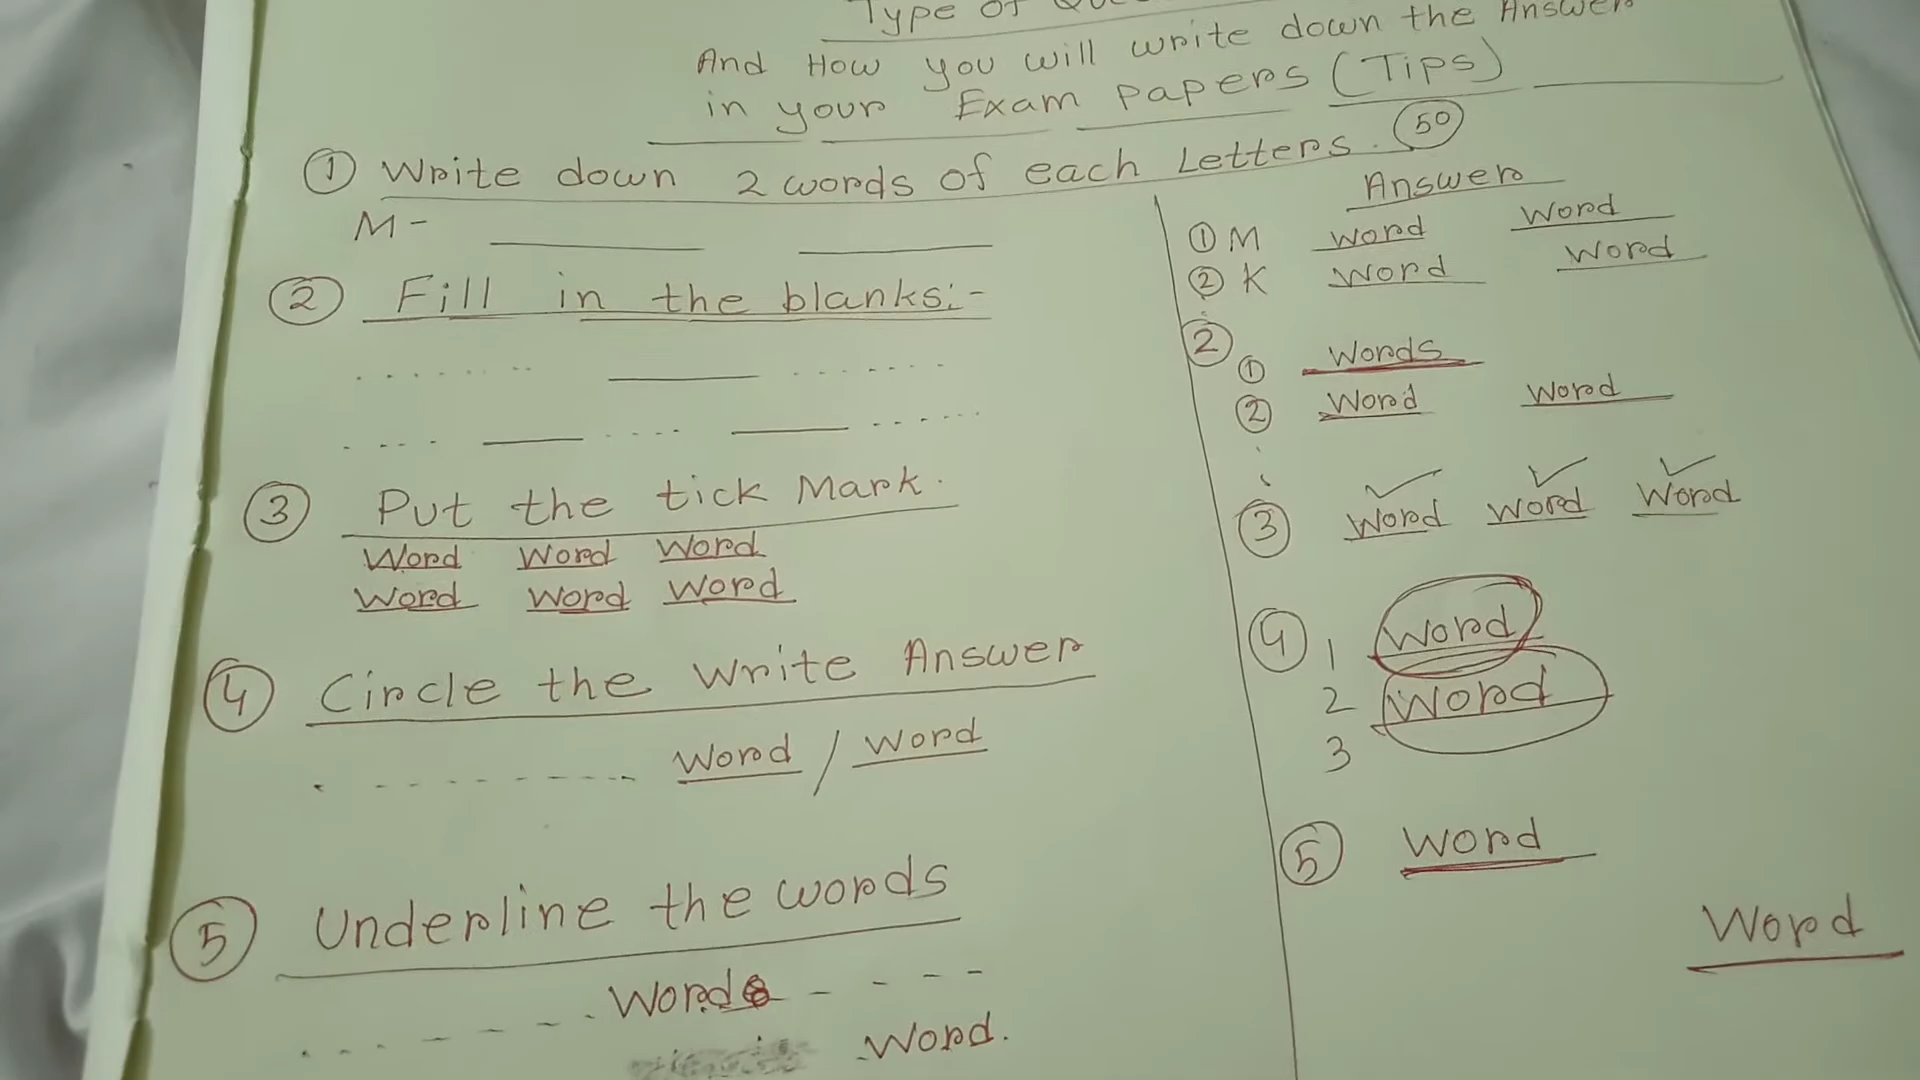 Type of
And How you will write down the Answer
in your Exam papers (Tips)
① Write down 2 words of each Letters. 50
M-
② Fill in the blanks:-
③ Put the tick Mark.
Word Word Word
Word Word Word
④ Circle the Write Answer
Word / Word
⑤ Underline the words
Words
Word.
Answer
① M Word Word
② K Word Word
②
① Words
② Word Word
③ Word Word Word
④ 1 Word
2 Word
3
⑤ Word
Word